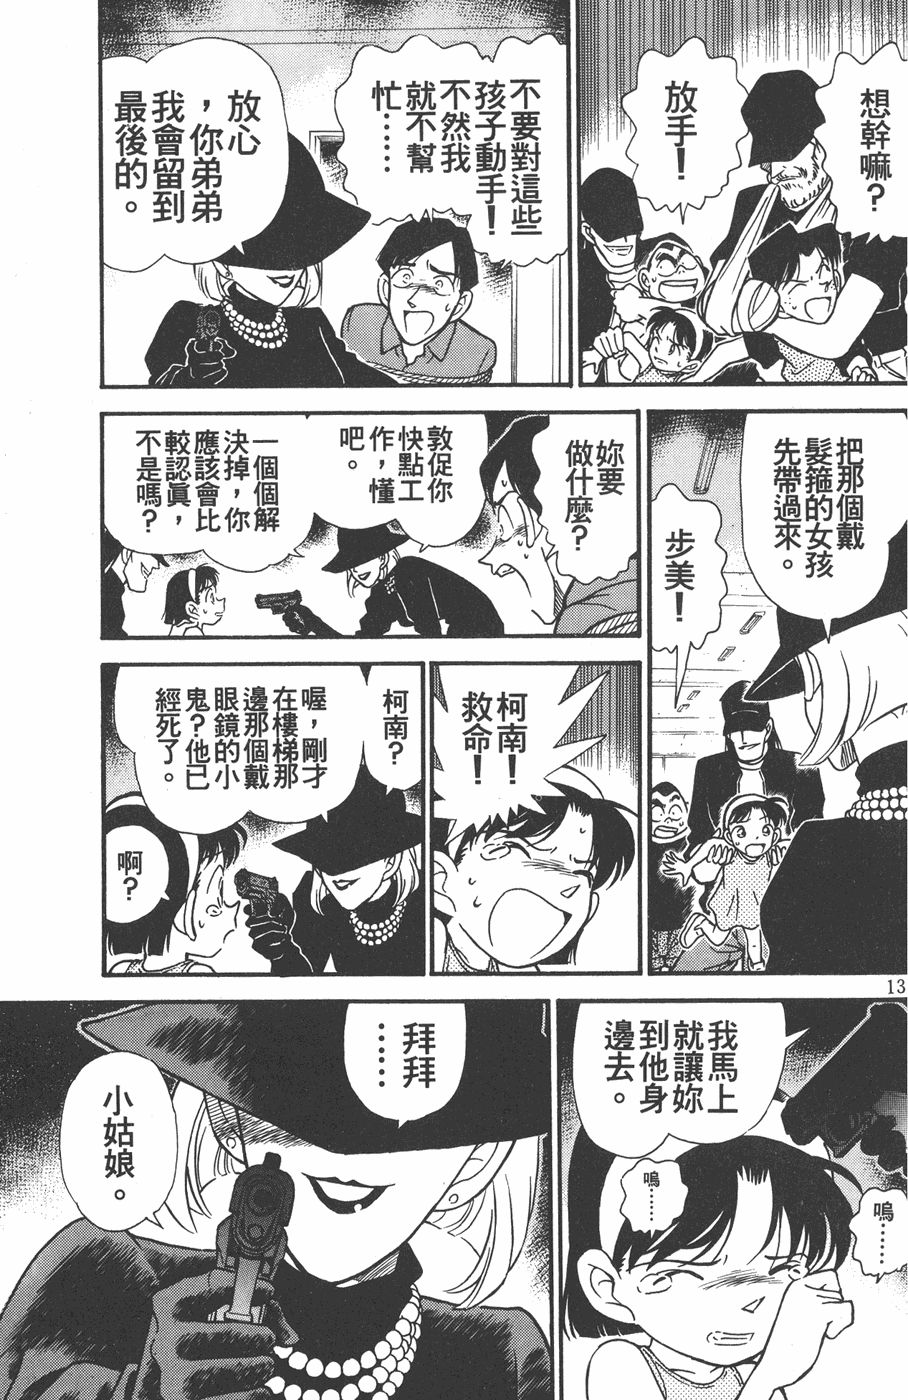 想幹嘛?
放手!
不要對這些
孩子動手!
不然我
就不幫
忙……
放心
,你弟弟
我會留到
最後的。
把那個戴
髮箍的女孩
先帶過來。
步美!
妳要
做什麼?
敦促你
快點工
作,懂
吧。
一個個解
決掉,你
應該會比
較認真,
不是嗎?
柯南!
救命!
柯南?
喔,剛才
在樓梯那
邊那個戴
眼鏡的小
鬼?他已
經死了。
啊?
13
我馬上
就讓妳
到他身
邊去。
嗚……
嗚……
拜拜
……
小姑娘。